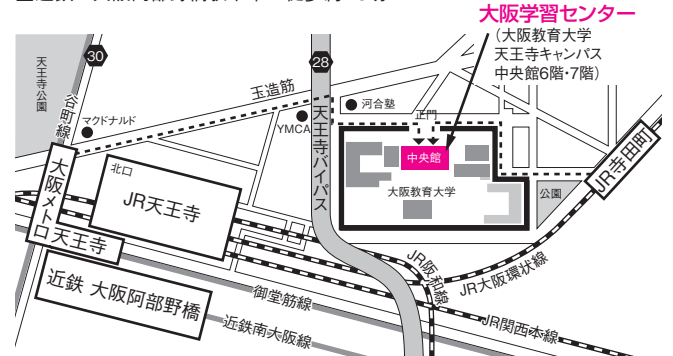 大阪学習センター
（大阪教育大学
天王寺キャンパス
中央館6階・7階）
30
28
天王寺公園
谷町線
玉造筋
マクドナルド
YMCA
河合塾
正門
天王寺バイパス
中央館
大阪教育大学
公園
JR寺田町
大阪メトロ天王寺
北口
JR天王寺
近鉄 大阪阿部野橋
御堂筋線
近鉄南大阪線
JR阪和線
JR大阪環状線
JR関西本線